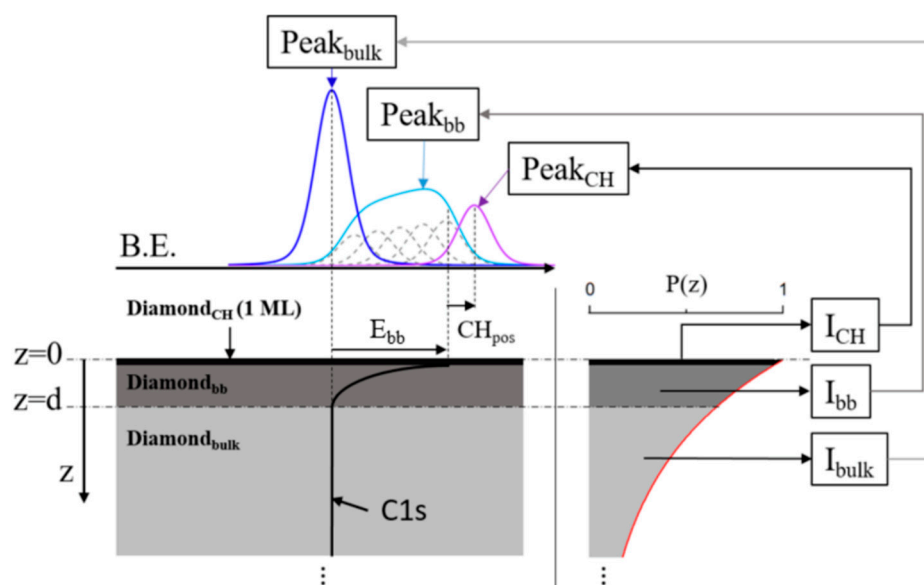 Peak_bulk
Peak_bb
Peak_CH
B.E.
0 P(z) 1
Diamond_CH (1 ML)
E_bb
CH_pos
I_CH
z=0
Diamond_bb
I_bb
z=d
Diamond_bulk
I_bulk
z
C1s
⋮ ⋮